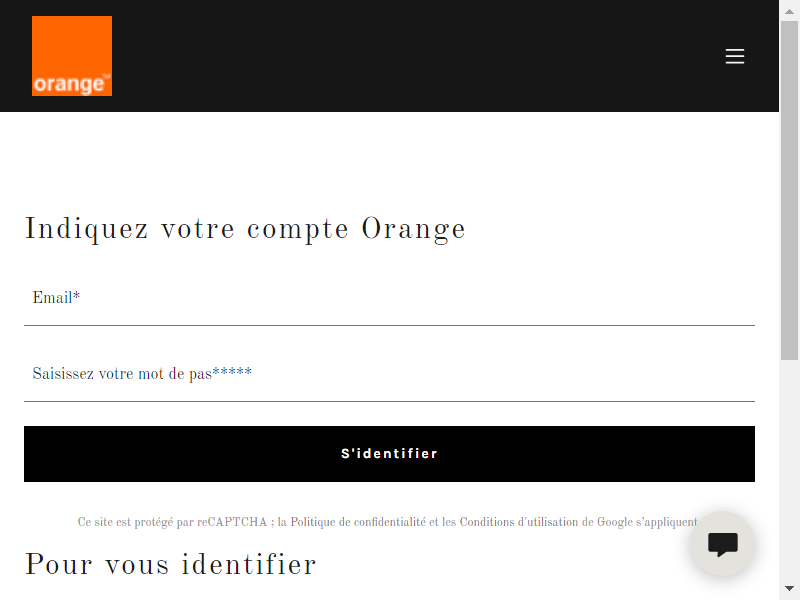 orange™
Indiquez votre compte Orange
Email*
Saisissez votre mot de pas*****
S'identifier
Ce site est protégé par reCAPTCHA ; la Politique de confidentialité et les Conditions d'utilisation de Google s'appliquent
Pour vous identifier